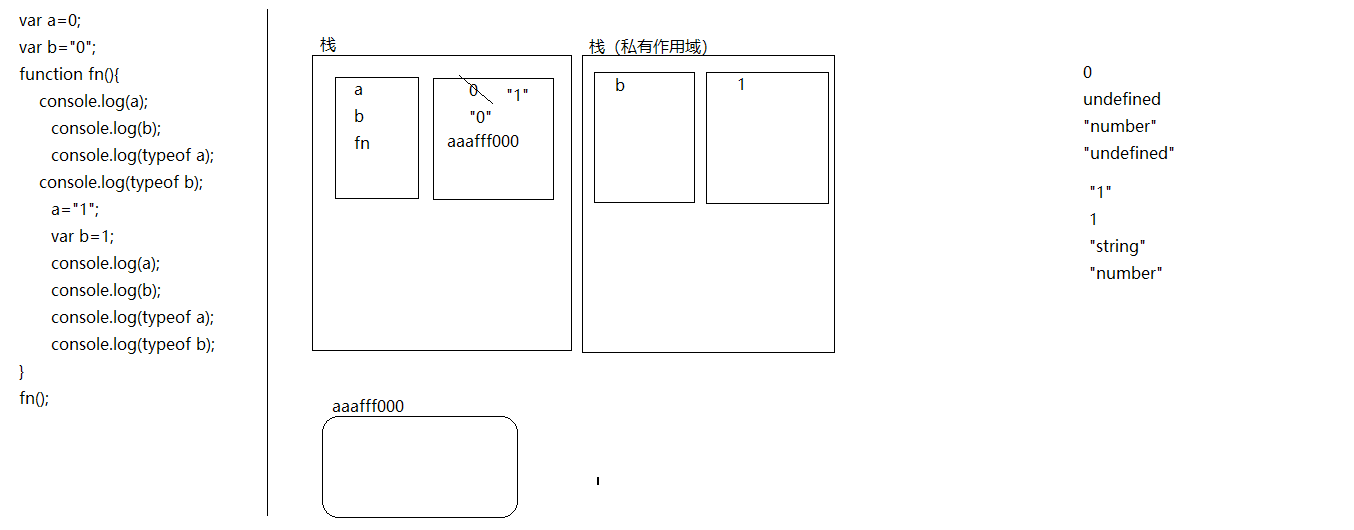 var a=0;
var b="0";
function fn(){
console.log(a);
console.log(b);
console.log(typeof a);
console.log(typeof b);
a="1";
var b=1;
console.log(a);
console.log(b);
console.log(typeof a);
console.log(typeof b);
}
fn();
栈
a
b
fn
0 "1"
"0"
aaafff000
栈（私有作用域）
b
1
aaafff000
0
undefined
"number"
"undefined"
"1"
1
"string"
"number"